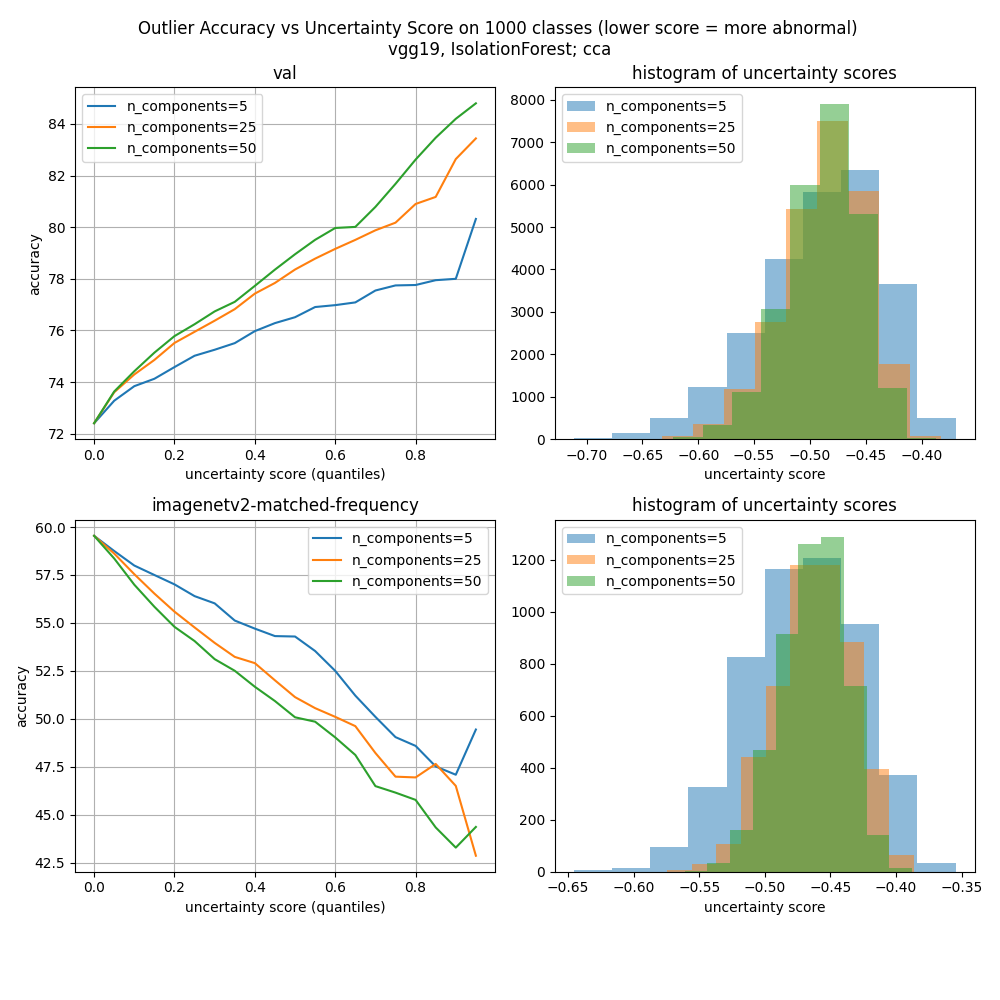 Outlier Accuracy vs Uncertainty Score on 1000 classes (lower score = more abnormal)
vgg19, IsolationForest; cca
val
n_components=5
n_components=25
n_components=50
84
82
80
78
76
74
72
accuracy
0.0 0.2 0.4 0.6 0.8
uncertainty score (quantiles)
histogram of uncertainty scores
n_components=5
n_components=25
n_components=50
8000
7000
6000
5000
4000
3000
2000
1000
0
−0.70 −0.65 −0.60 −0.55 −0.50 −0.45 −0.40
uncertainty score
imagenetv2-matched-frequency
n_components=5
n_components=25
n_components=50
60.0
57.5
55.0
52.5
50.0
47.5
45.0
42.5
accuracy
0.0 0.2 0.4 0.6 0.8
uncertainty score (quantiles)
histogram of uncertainty scores
n_components=5
n_components=25
n_components=50
1200
1000
800
600
400
200
0
−0.65 −0.60 −0.55 −0.50 −0.45 −0.40 −0.35
uncertainty score